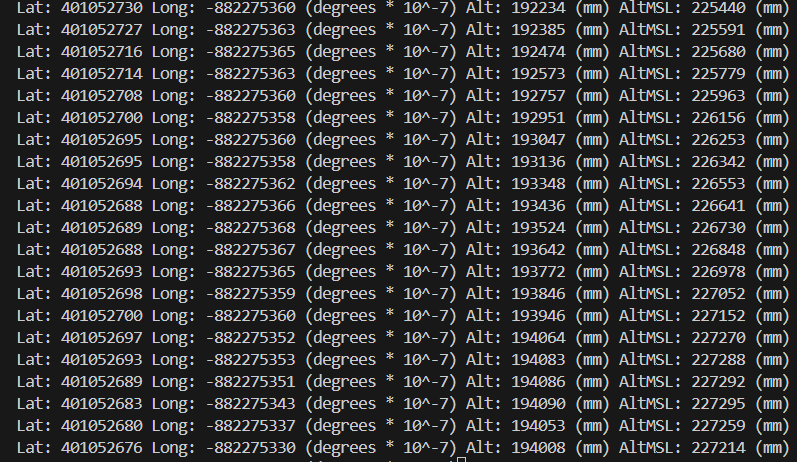 Lat: 401052730 Long: -882275360 (degrees * 10^-7) Alt: 192234 (mm) AltMSL: 225440 (mm)
Lat: 401052727 Long: -882275363 (degrees * 10^-7) Alt: 192385 (mm) AltMSL: 225591 (mm)
Lat: 401052716 Long: -882275365 (degrees * 10^-7) Alt: 192474 (mm) AltMSL: 225680 (mm)
Lat: 401052714 Long: -882275363 (degrees * 10^-7) Alt: 192573 (mm) AltMSL: 225779 (mm)
Lat: 401052708 Long: -882275360 (degrees * 10^-7) Alt: 192757 (mm) AltMSL: 225963 (mm)
Lat: 401052700 Long: -882275358 (degrees * 10^-7) Alt: 192951 (mm) AltMSL: 226156 (mm)
Lat: 401052695 Long: -882275360 (degrees * 10^-7) Alt: 193047 (mm) AltMSL: 226253 (mm)
Lat: 401052695 Long: -882275358 (degrees * 10^-7) Alt: 193136 (mm) AltMSL: 226342 (mm)
Lat: 401052694 Long: -882275362 (degrees * 10^-7) Alt: 193348 (mm) AltMSL: 226553 (mm)
Lat: 401052688 Long: -882275366 (degrees * 10^-7) Alt: 193436 (mm) AltMSL: 226641 (mm)
Lat: 401052689 Long: -882275368 (degrees * 10^-7) Alt: 193524 (mm) AltMSL: 226730 (mm)
Lat: 401052688 Long: -882275367 (degrees * 10^-7) Alt: 193642 (mm) AltMSL: 226848 (mm)
Lat: 401052693 Long: -882275365 (degrees * 10^-7) Alt: 193772 (mm) AltMSL: 226978 (mm)
Lat: 401052698 Long: -882275359 (degrees * 10^-7) Alt: 193846 (mm) AltMSL: 227052 (mm)
Lat: 401052700 Long: -882275360 (degrees * 10^-7) Alt: 193946 (mm) AltMSL: 227152 (mm)
Lat: 401052697 Long: -882275352 (degrees * 10^-7) Alt: 194064 (mm) AltMSL: 227270 (mm)
Lat: 401052693 Long: -882275353 (degrees * 10^-7) Alt: 194083 (mm) AltMSL: 227288 (mm)
Lat: 401052689 Long: -882275351 (degrees * 10^-7) Alt: 194086 (mm) AltMSL: 227292 (mm)
Lat: 401052683 Long: -882275343 (degrees * 10^-7) Alt: 194090 (mm) AltMSL: 227295 (mm)
Lat: 401052680 Long: -882275337 (degrees * 10^-7) Alt: 194053 (mm) AltMSL: 227259 (mm)
Lat: 401052676 Long: -882275330 (degrees * 10^-7) Alt: 194008 (mm) AltMSL: 227214 (mm)